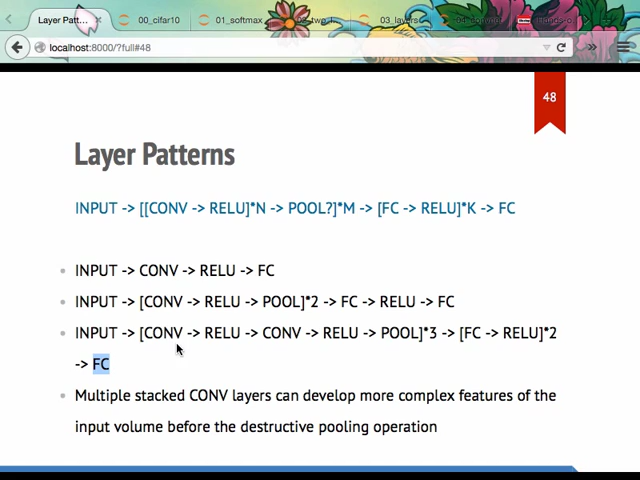 Layer Patt...
00_cifar10
01_softmax
03_layers
localhost:8000/?full#48
48
Layer Patterns
INPUT -> [[CONV -> RELU]*N -> POOL?]*M -> [FC -> RELU]*K -> FC
INPUT -> CONV -> RELU -> FC
INPUT -> [CONV -> RELU -> POOL]*2 -> FC -> RELU -> FC
INPUT -> [CONV -> RELU -> CONV -> RELU -> POOL]*3 -> [FC -> RELU]*2
-> FC
Multiple stacked CONV layers can develop more complex features of the
input volume before the destructive pooling operation